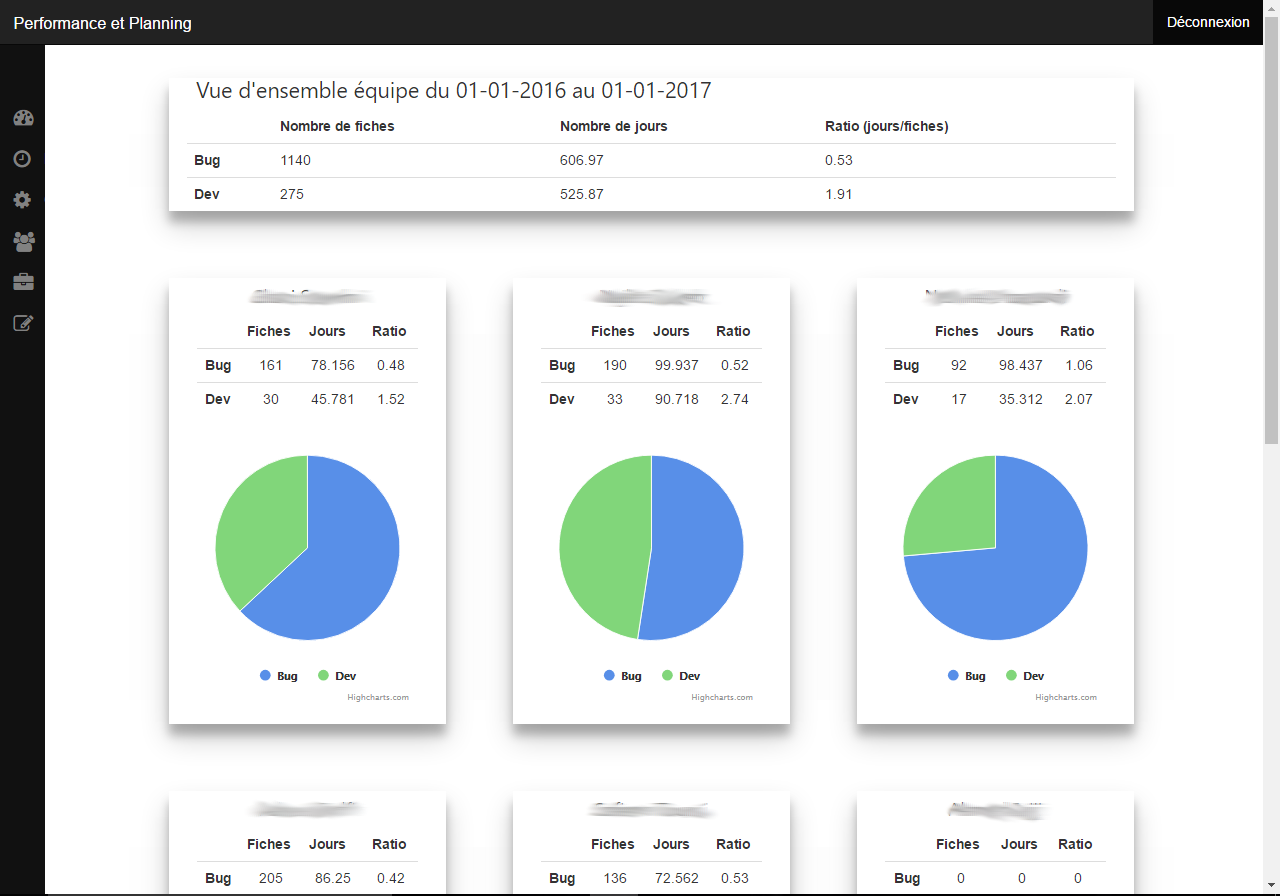 Performance et Planning
Déconnexion
Vue d'ensemble équipe du 01-01-2016 au 01-01-2017
Nombre de fiches Nombre de jours Ratio (jours/fiches)
Bug 1140 606.97 0.53
Dev 275 525.87 1.91
Fiches Jours Ratio
Bug 161 78.156 0.48
Dev 30 45.781 1.52
Bug Dev
Highcharts.com
Fiches Jours Ratio
Bug 190 99.937 0.52
Dev 33 90.718 2.74
Bug Dev
Highcharts.com
Fiches Jours Ratio
Bug 92 98.437 1.06
Dev 17 35.312 2.07
Bug Dev
Highcharts.com
Fiches Jours Ratio
Bug 205 86.25 0.42
Fiches Jours Ratio
Bug 136 72.562 0.53
Fiches Jours Ratio
Bug 0 0 0